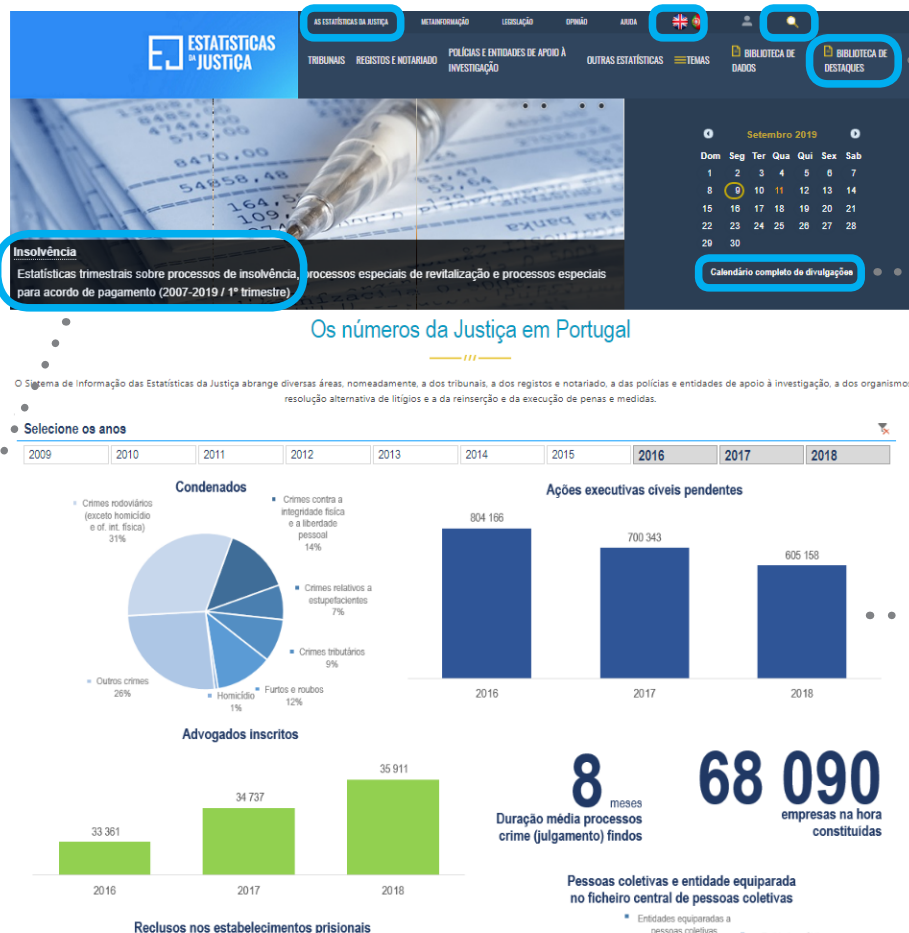 AS ESTATÍSTICAS DA JUSTIÇA METAINFORMAÇÃO LEGISLAÇÃO OPINIÃO AJUDA
ESTATÍSTICAS
DA JUSTIÇA
TRIBUNAIS REGISTOS E NOTARIADO POLÍCIAS E ENTIDADES DE APOIO À
INVESTIGAÇÃO OUTRAS ESTATÍSTICAS TEMAS BIBLIOTECA DE
DADOS BIBLIOTECA DE
DESTAQUES
Setembro 2019
Dom Seg Ter Qua Qui Sex Sab
1 2 3 4 5 6 7
8 9 10 11 12 13 14
15 16 17 18 19 20 21
22 23 24 25 26 27 28
29 30
Calendário completo de divulgações
Insolvência
Estatísticas trimestrais sobre processos de insolvência, processos especiais de revitalização e processos especiais
para acordo de pagamento (2007-2019 / 1º trimestre)
Os números da Justiça em Portugal
O Sistema de Informação das Estatísticas da Justiça abrange diversas áreas, nomeadamente, a dos tribunais, a dos registos e notariado, a das polícias e entidades de apoio à investigação, a dos organismos
resolução alternativa de litígios e a da reinserção e da execução de penas e medidas.
Selecione os anos
2009 2010 2011 2012 2013 2014 2015 2016 2017 2018
Condenados
Crimes rodoviários
(exceto homicídio
e of. int. física)
31%
Crimes contra a
integridade física
e a liberdade
pessoal
14%
Crimes relativos a
estupefacientes
7%
Crimes tributários
9%
Furtos e roubos
12%
Homicídio
1%
Outros crimes
26%
Ações executivas cíveis pendentes
804 166
700 343
605 158
2016 2017 2018
Advogados inscritos
33 361
34 737
35 911
2016 2017 2018
8 meses
Duração média processos
crime (julgamento) findos
68 090
empresas na hora
constituidas
Pessoas coletivas e entidade equiparada
no ficheiro central de pessoas coletivas
Entidades equiparadas a
pessoas coletivas
Reclusos nos estabelecimentos prisionais